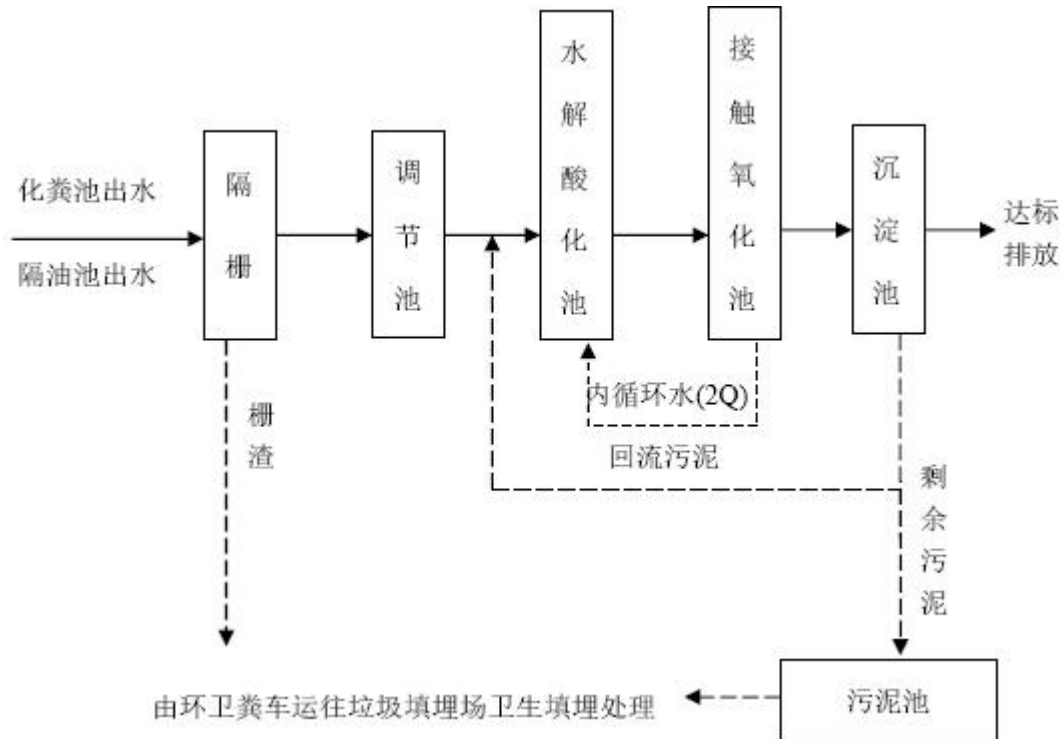 化粪池出水
隔油池出水
隔栅
调节池
水解酸化池
接触氧化池
沉淀池
达标
排放
内循环水(2Q)
回流污泥
栅渣
剩余污泥
污泥池
由环卫粪车运往垃圾填埋场卫生填埋处理